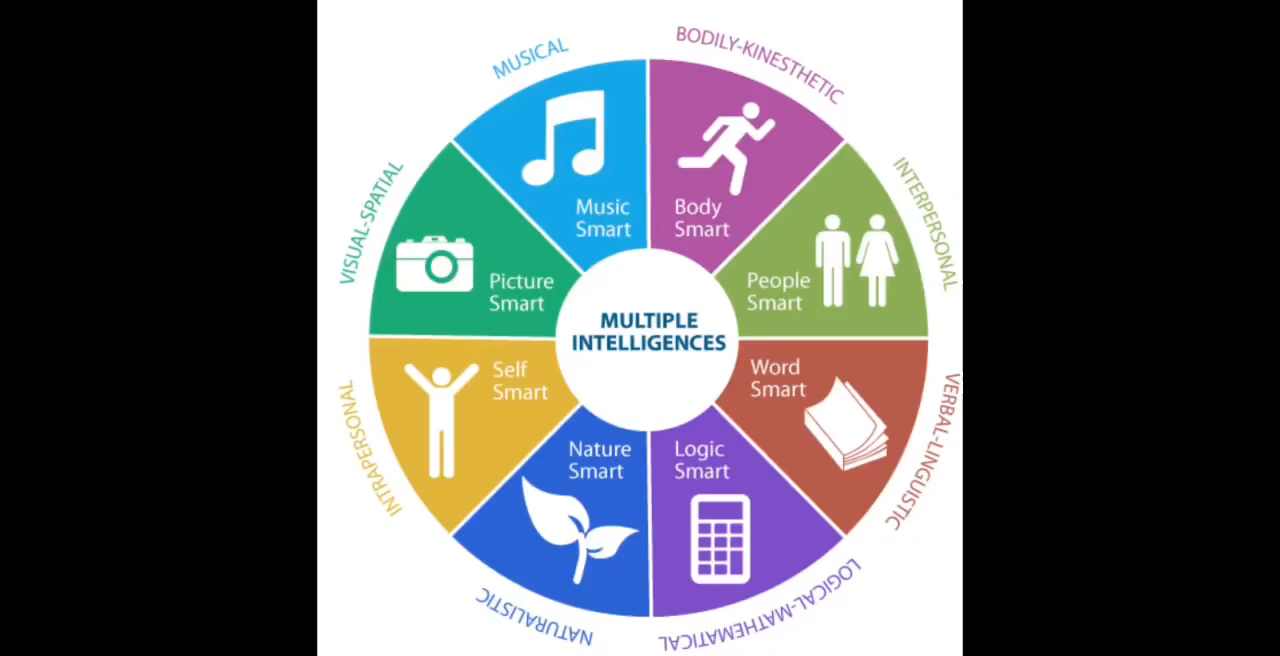 MUSICAL
BODILY-KINESTHETIC
INTERPERSONAL
VERBAL-LINGUISTIC
LOGICAL-MATHEMATICAL
NATURALISTIC
INTRAPERSONAL
VISUAL-SPATIAL
Music
Smart
Body
Smart
People
Smart
Word
Smart
Logic
Smart
Nature
Smart
Self
Smart
Picture
Smart
MULTIPLE
INTELLIGENCES